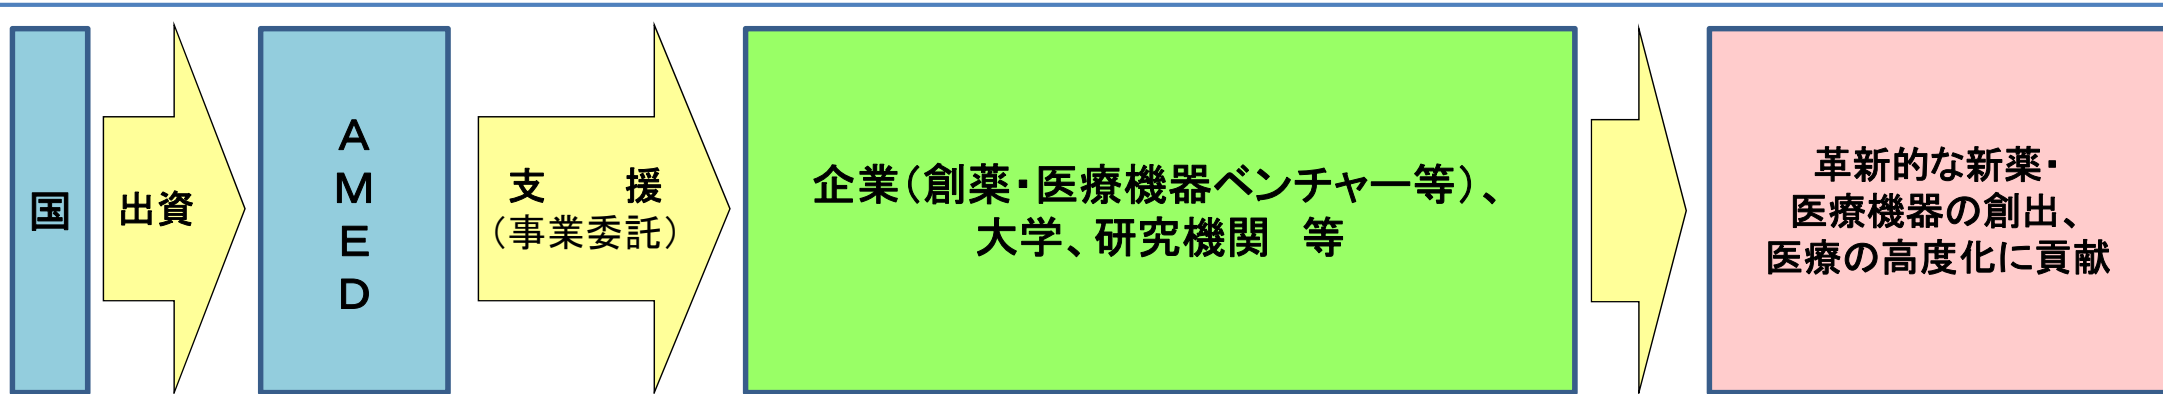 国
出資
A
M
E
D
支　　援
（事業委託）
企業（創薬・医療機器ベンチャー等）、
大学、研究機関　等
革新的な新薬・
医療機器の創出、
医療の高度化に貢献